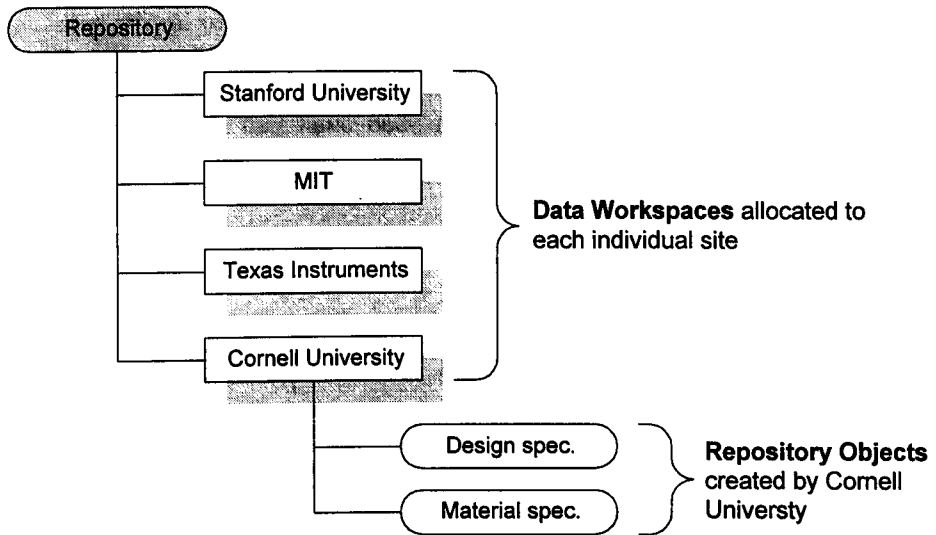 Repository
Stanford University
MIT
Texas Instruments
Cornell University
Data Workspaces allocated to
each individual site
Design spec.
Material spec.
Repository Objects
created by Cornell
Universty